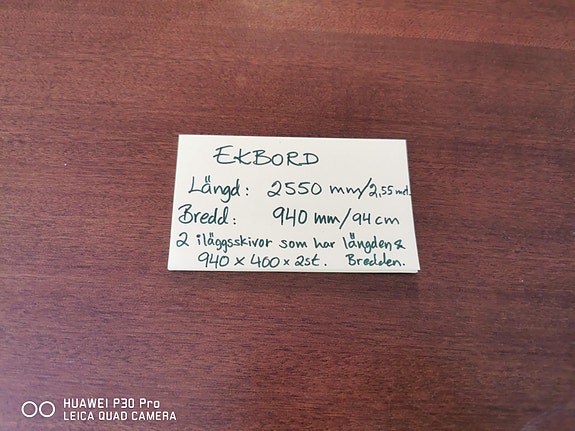 EKBORD
Längd: 2550 mm/2,55 met.
Bredd: 940 mm/94 cm
2 iläggsskivor som har längden &
940 x 400 x 2st. Bredden.
HUAWEI P30 Pro
LEICA QUAD CAMERA